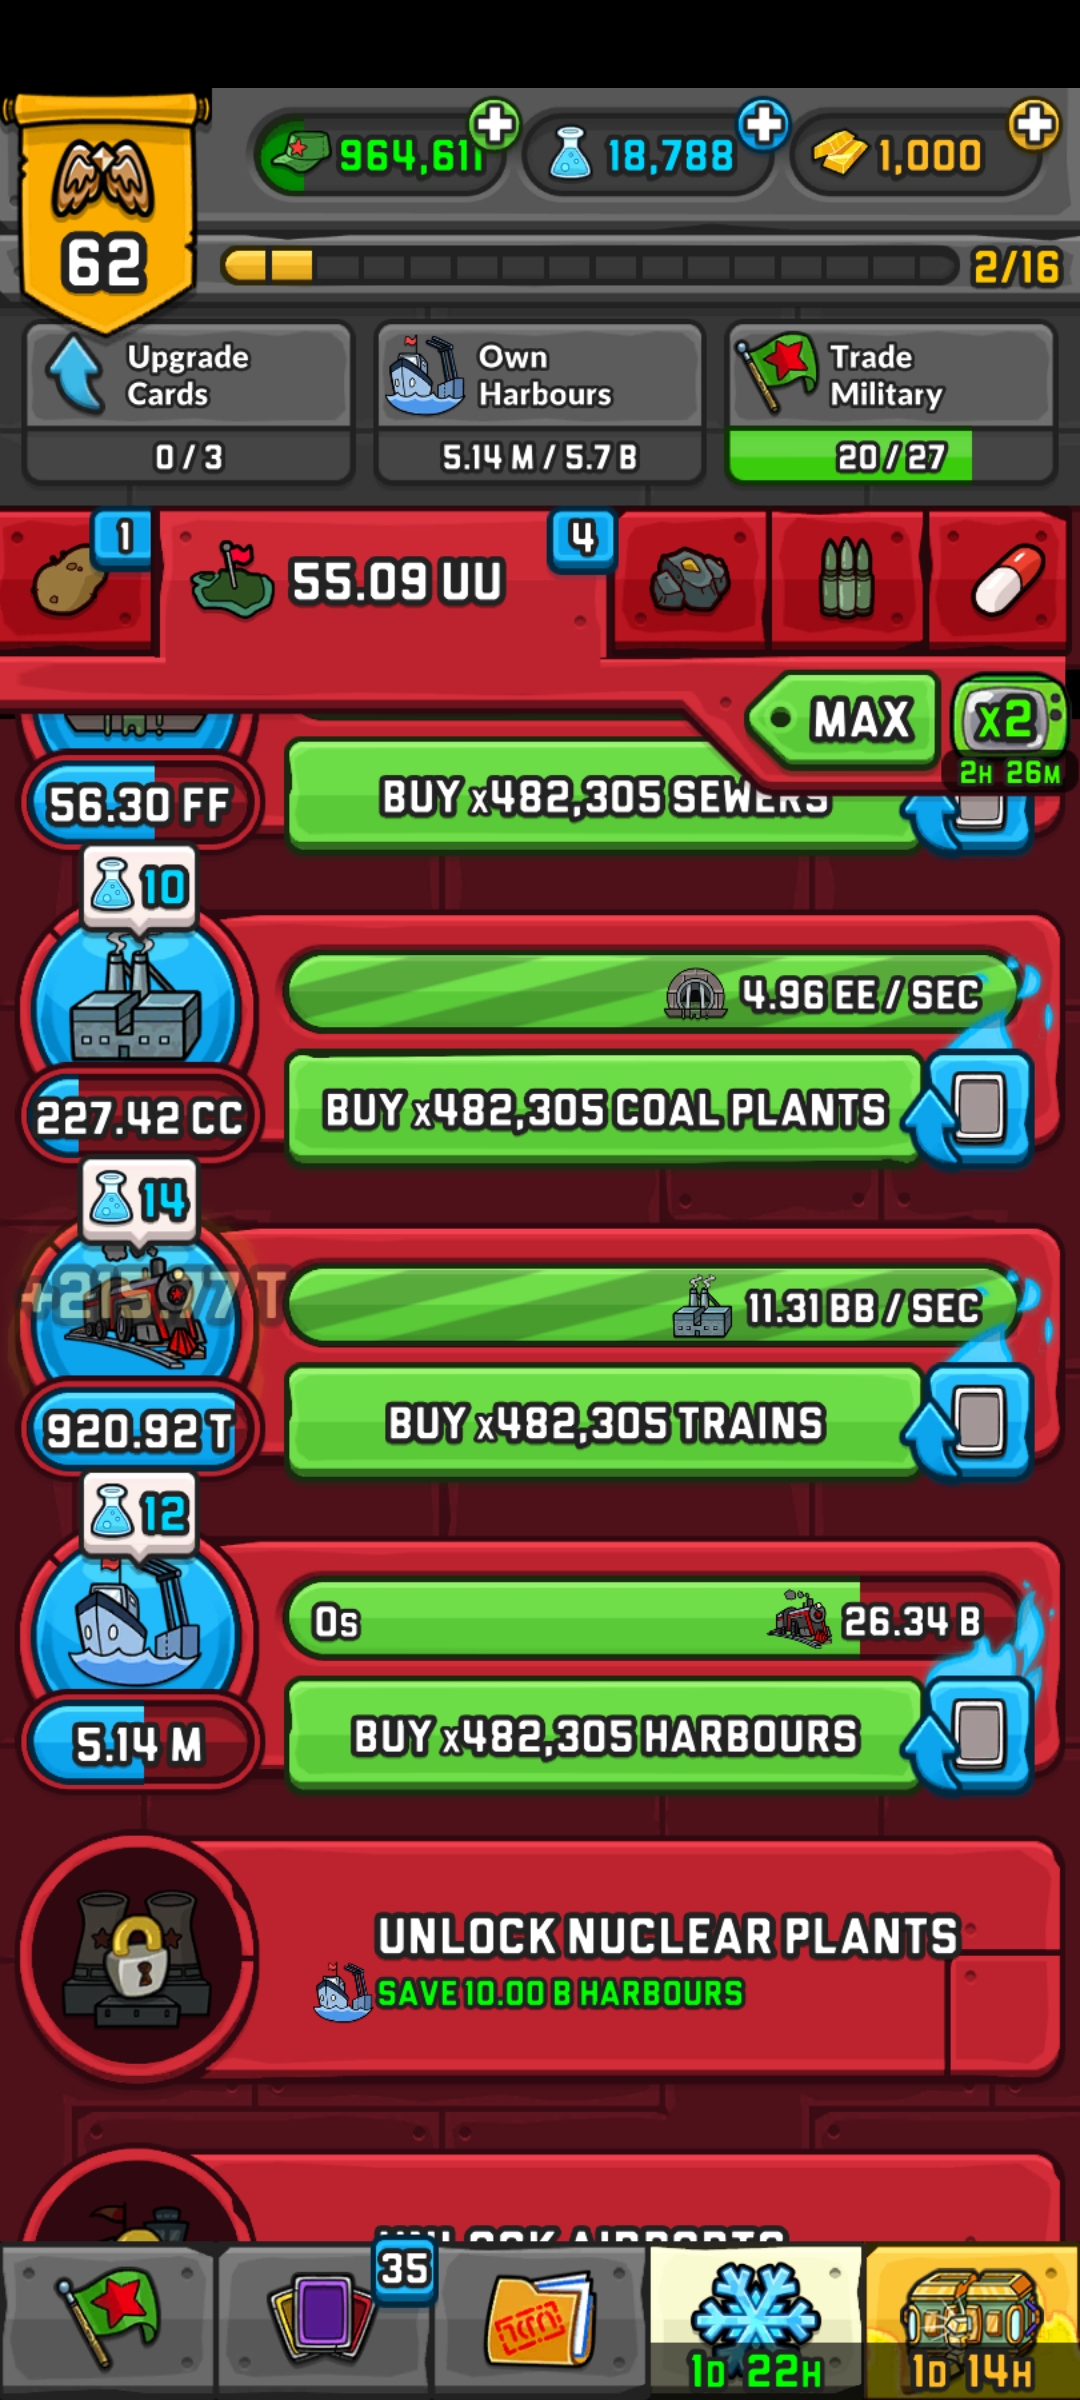 62
964,611
18,788
1,000
2/16
Upgrade
Cards
0 / 3
Own
Harbours
5.14 M / 5.7 B
Trade
Military
20 / 27
1
55.09 UU
4
MAX
x2
2H 26M
56.30 FF
BUY x482,305 SEWERS
10
4.96 EE / SEC
227.42 CC
BUY x482,305 COAL PLANTS
14
+215.77 T
11.31 BB / SEC
920.92 T
BUY x482,305 TRAINS
12
0s
26.34 B
5.14 M
BUY x482,305 HARBOURS
UNLOCK NUCLEAR PLANTS
SAVE 10.00 B HARBOURS
UNLOCK AIRPORTS
35
1D 22H
1D 14H